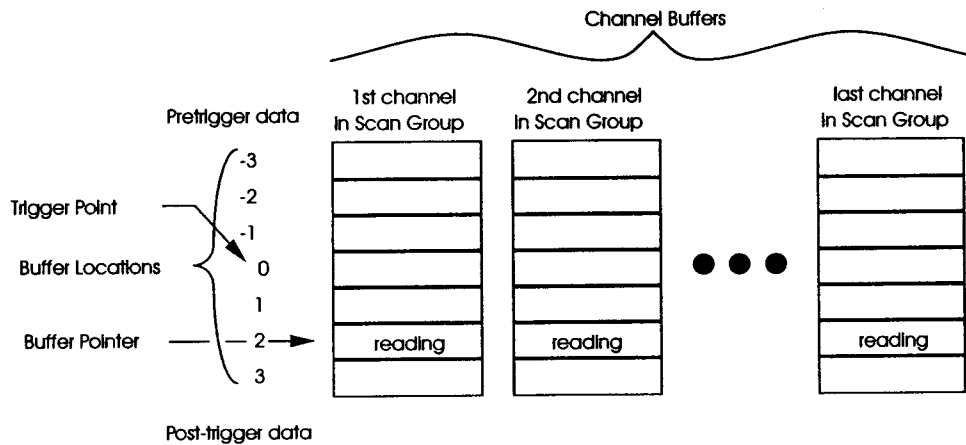 Channel Buffers
1st channel
in Scan Group
2nd channel
in Scan Group
last channel
in Scan Group
Pretrigger data
-3
-2
Trigger Point
-1
Buffer Locations
0
1
Buffer Pointer
2
reading
reading
reading
3
Post-trigger data